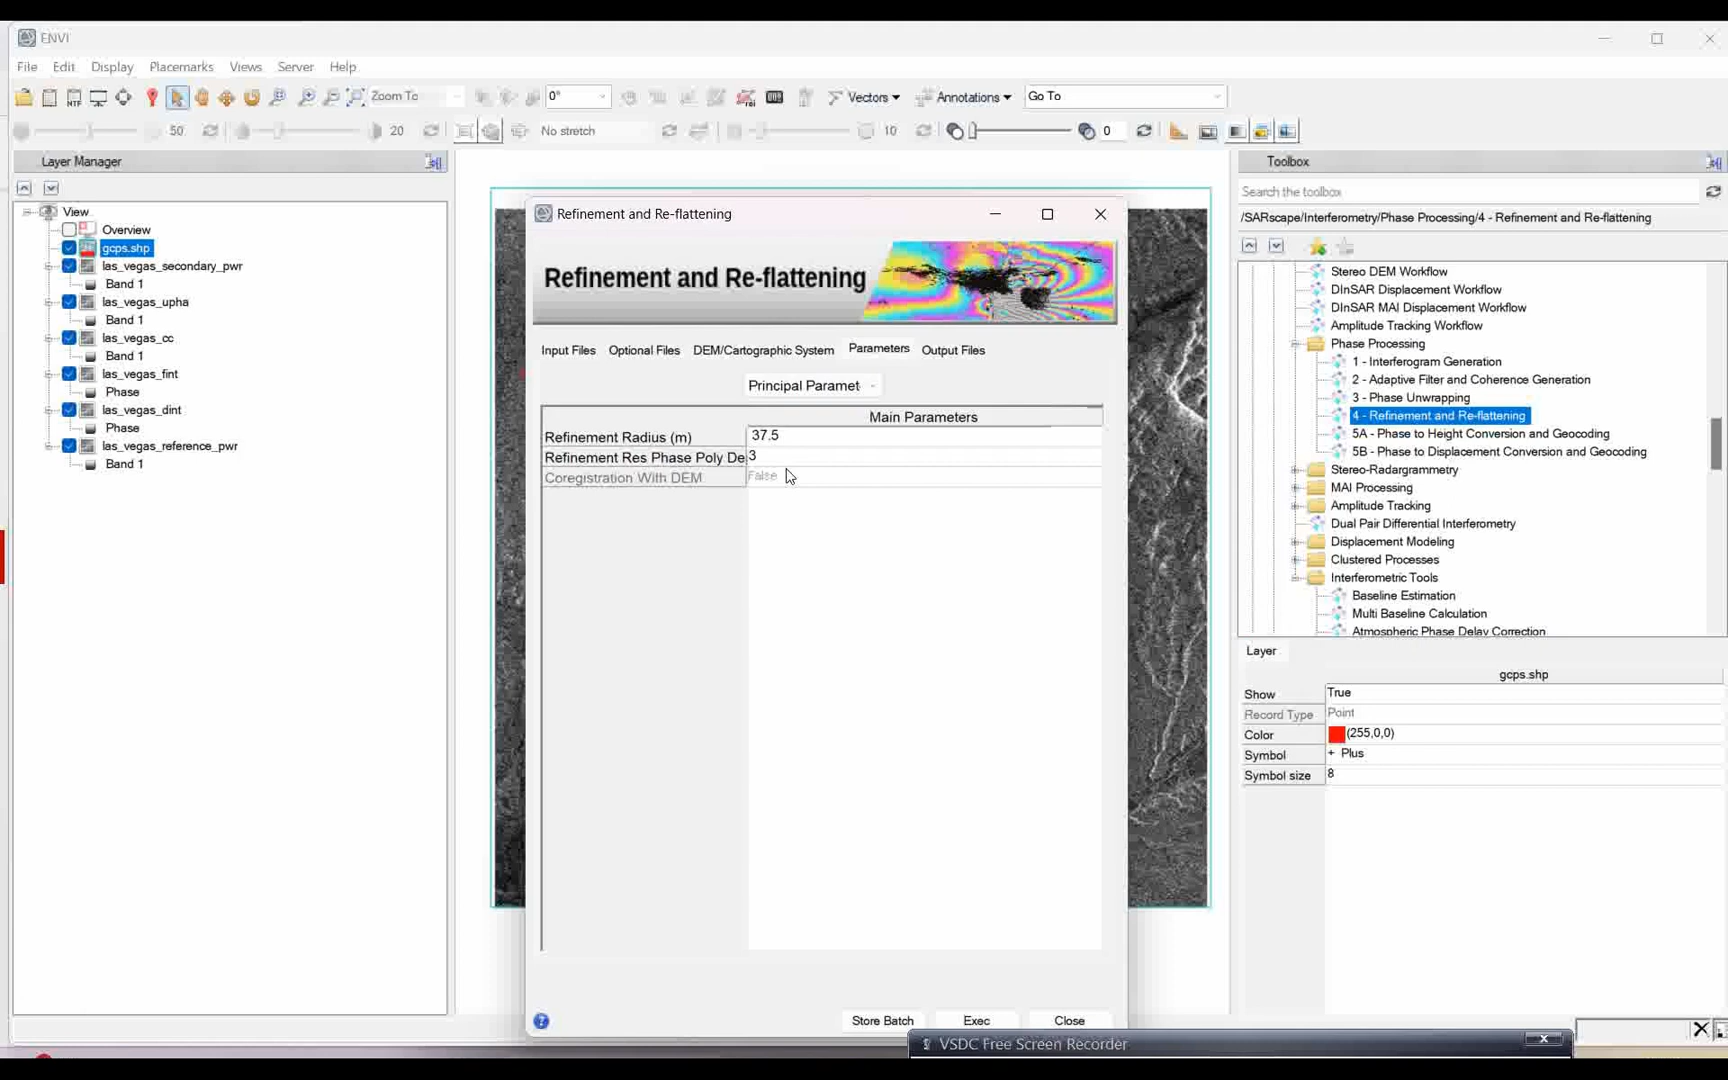 ENVI
File Edit Display Placemarks Views Server Help
Zoom To 0° Vectors Annotations Go To
50 20 No stretch 10 0
Layer Manager
View
Overview
gcps.shp
las_vegas_secondary_pwr
Band 1
las_vegas_upha
Band 1
las_vegas_cc
Band 1
las_vegas_fint
Phase
las_vegas_dint
Phase
las_vegas_reference_pwr
Band 1
Refinement and Re-flattening
Refinement and Re-flattening
Input Files Optional Files DEM/Cartographic System Parameters Output Files
Principal Paramet
Main Parameters
Refinement Radius (m) 37.5
Refinement Res Phase Poly De 3
Coregistration With DEM False
Store Batch Exec Close
VSDC Free Screen Recorder
Toolbox
Search the toolbox
/SARscape/Interferometry/Phase Processing/4 - Refinement and Re-flattening
Stereo DEM Workflow
DInSAR Displacement Workflow
DInSAR MAI Displacement Workflow
Amplitude Tracking Workflow
Phase Processing
1 - Interferogram Generation
2 - Adaptive Filter and Coherence Generation
3 - Phase Unwrapping
4 - Refinement and Re-flattening
5A - Phase to Height Conversion and Geocoding
5B - Phase to Displacement Conversion and Geocoding
Stereo-Radargrammetry
MAI Processing
Amplitude Tracking
Dual Pair Differential Interferometry
Displacement Modeling
Clustered Processes
Interferometric Tools
Baseline Estimation
Multi Baseline Calculation
Atmospheric Phase Delay Correction
Layer
gcps.shp
Show True
Record Type Point
Color (255,0,0)
Symbol + Plus
Symbol size 8